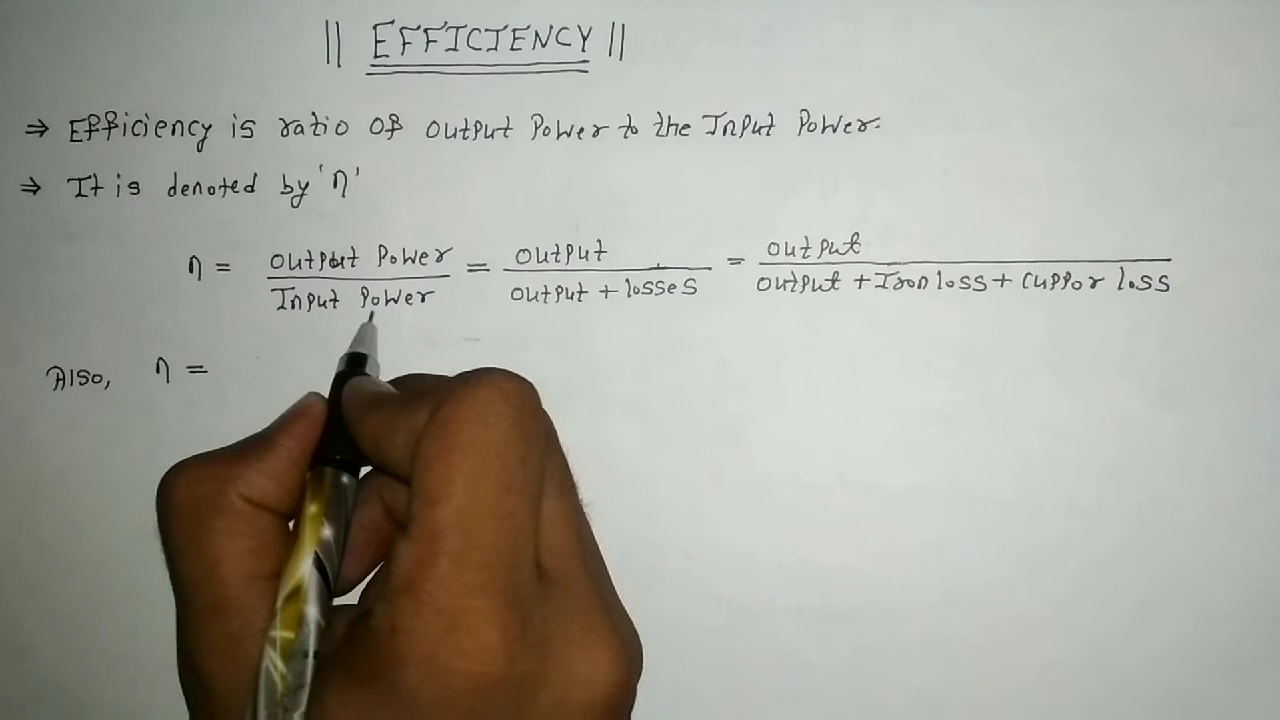 || EFFICIENCY ||
⇒ Efficiency is ratio of output Power to the Input Power.
⇒ It is denoted by 'η'
η = output Power / Input Power = output / output + losses = output / output + Iron loss + Cuppor loss
Also, η =